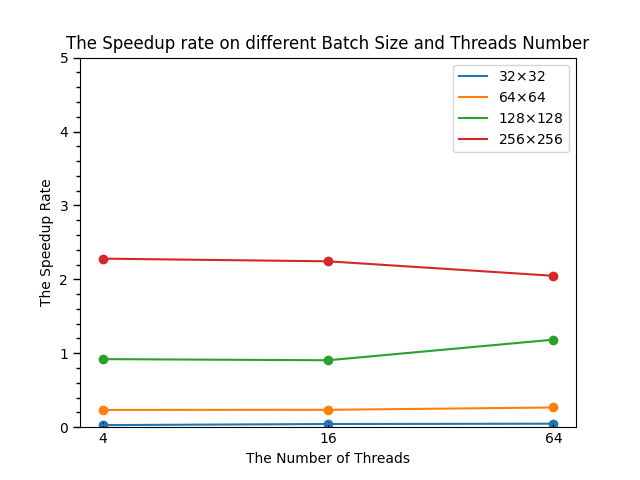 The Speedup rate on different Batch Size and Threads Number
5
4
3
2
1
0
The Speedup Rate
32×32
64×64
128×128
256×256
4 16 64
The Number of Threads